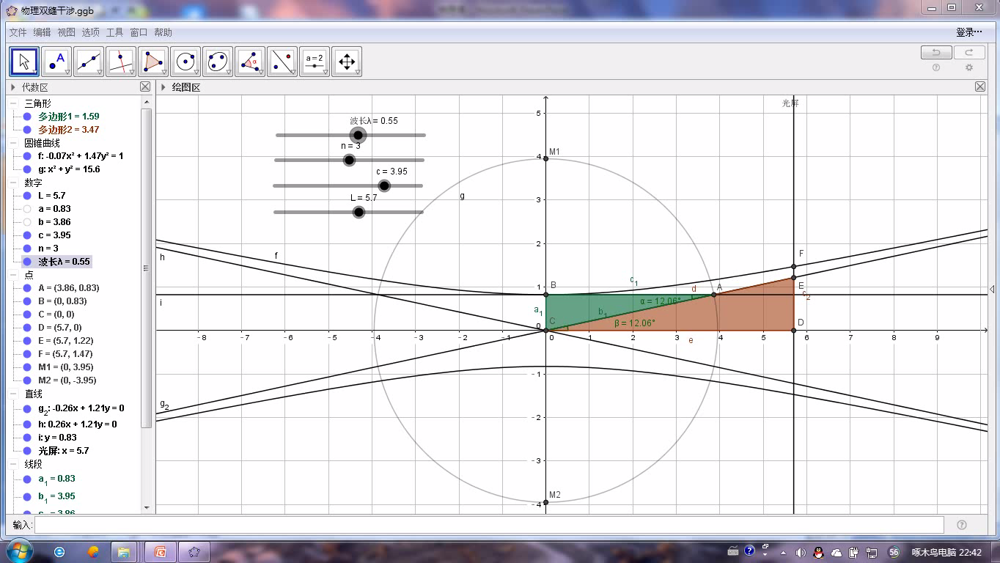 物理双缝干涉.ggb
文件 编辑 视图 选项 工具 窗口 帮助
登录…
A
α
a=2
代数区
绘图区
三角形
多边形1 = 1.59
多边形2 = 3.47
圆锥曲线
f: -0.07x² + 1.47y² = 1
g: x² + y² = 15.6
数字
L = 5.7
a = 0.83
b = 3.86
c = 3.95
n = 3
波长λ = 0.55
点
A = (3.86, 0.83)
B = (0, 0.83)
C = (0, 0)
D = (5.7, 0)
E = (5.7, 1.22)
F = (5.7, 1.47)
M1 = (0, 3.95)
M2 = (0, -3.95)
直线
g₂: -0.26x + 1.21y = 0
h: 0.26x + 1.21y = 0
i: y = 0.83
光屏: x = 5.7
线段
a₁ = 0.83
b₁ = 3.95
波长λ = 0.55
n = 3
c = 3.95
L = 5.7
光屏
5
M1
4
g
3
2
h
f
F
1
B
c₁
d
A
E
c₂
i
a₁
α = 12.06°
b₁
β = 12.06°
C
D
0
-8 -7 -6 -5 -4 -3 -2 -1 0 1 2 3 4 5 6 7 8 9
e
-1
g₂
-2
-3
M2
-4
输入:
56
啄木鸟电脑 22:42